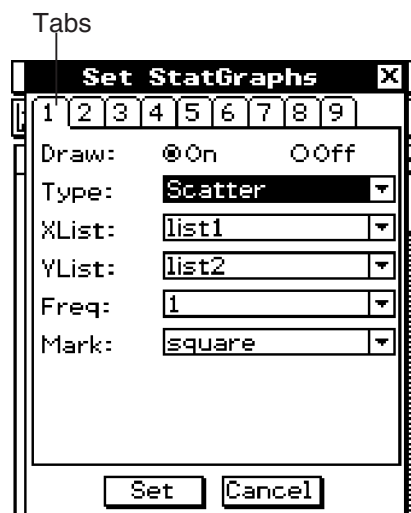 Tabs
Set StatGraphs
1 2 3 4 5 6 7 8 9
Draw: On Off
Type: Scatter
XList: list1
YList: list2
Freq: 1
Mark: square
Set Cancel